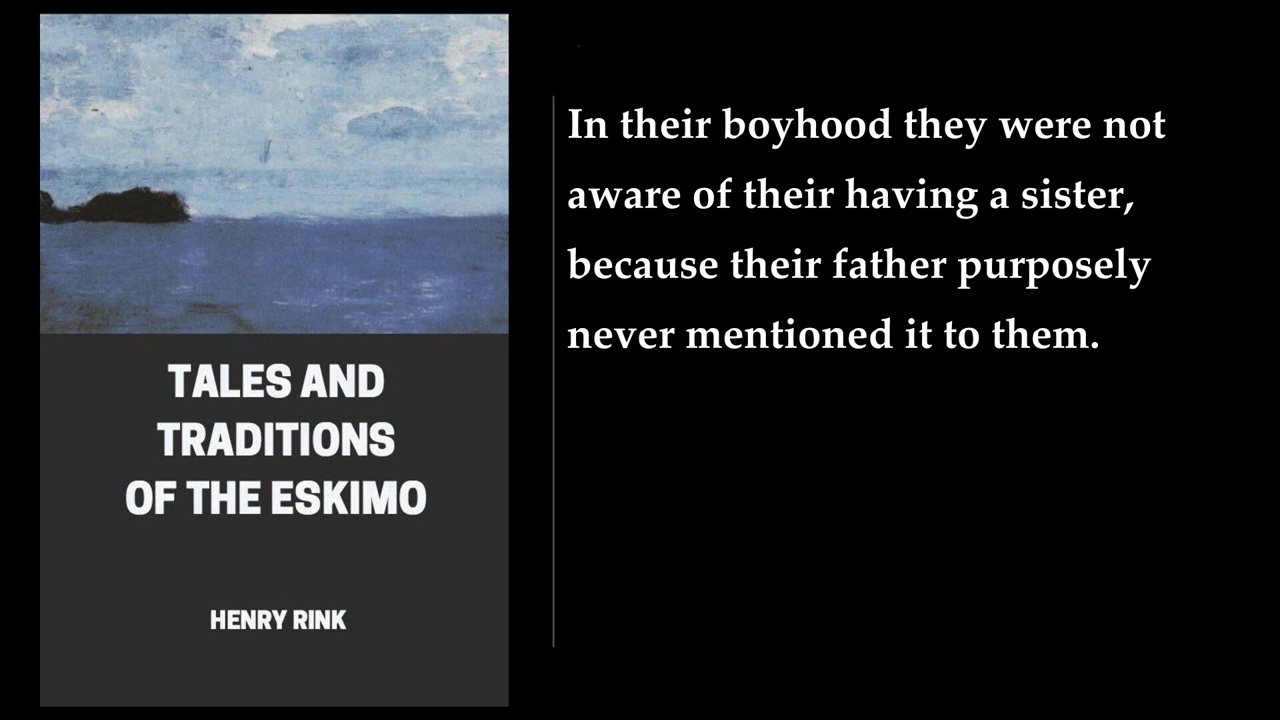 TALES AND
TRADITIONS
OF THE ESKIMO
HENRY RINK
In their boyhood they were not
aware of their having a sister,
because their father purposely
never mentioned it to them.